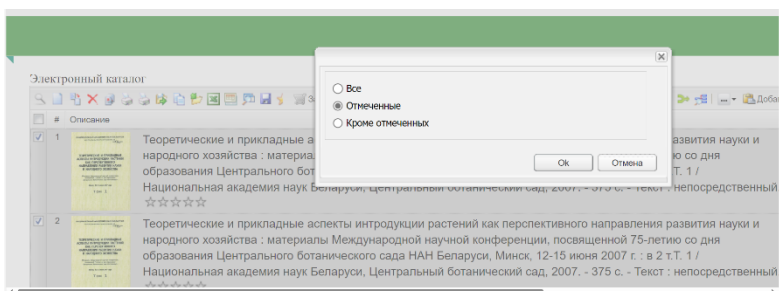 Электронный каталог
Все
Отмеченные
Кроме отмеченных
Ok Отмена
Добав
# Описание
1
Теоретические и прикладные а азвития науки и
народного хозяйства : материа ю со дня
образования Центрального бот Т. 1 /
Национальная академия наук Беларуси, Центральный ботанический сад, 2007. - 375 с. - Текст : непосредственный
2
Теоретические и прикладные аспекты интродукции растений как перспективного направления развития науки и
народного хозяйства : материалы Международной научной конференции, посвященной 75-летию со дня
образования Центрального ботанического сада НАН Беларуси, Минск, 12-15 июня 2007 г. : в 2 т.Т. 1 /
Национальная академия наук Беларуси, Центральный ботанический сад, 2007. - 375 с. - Текст : непосредственный